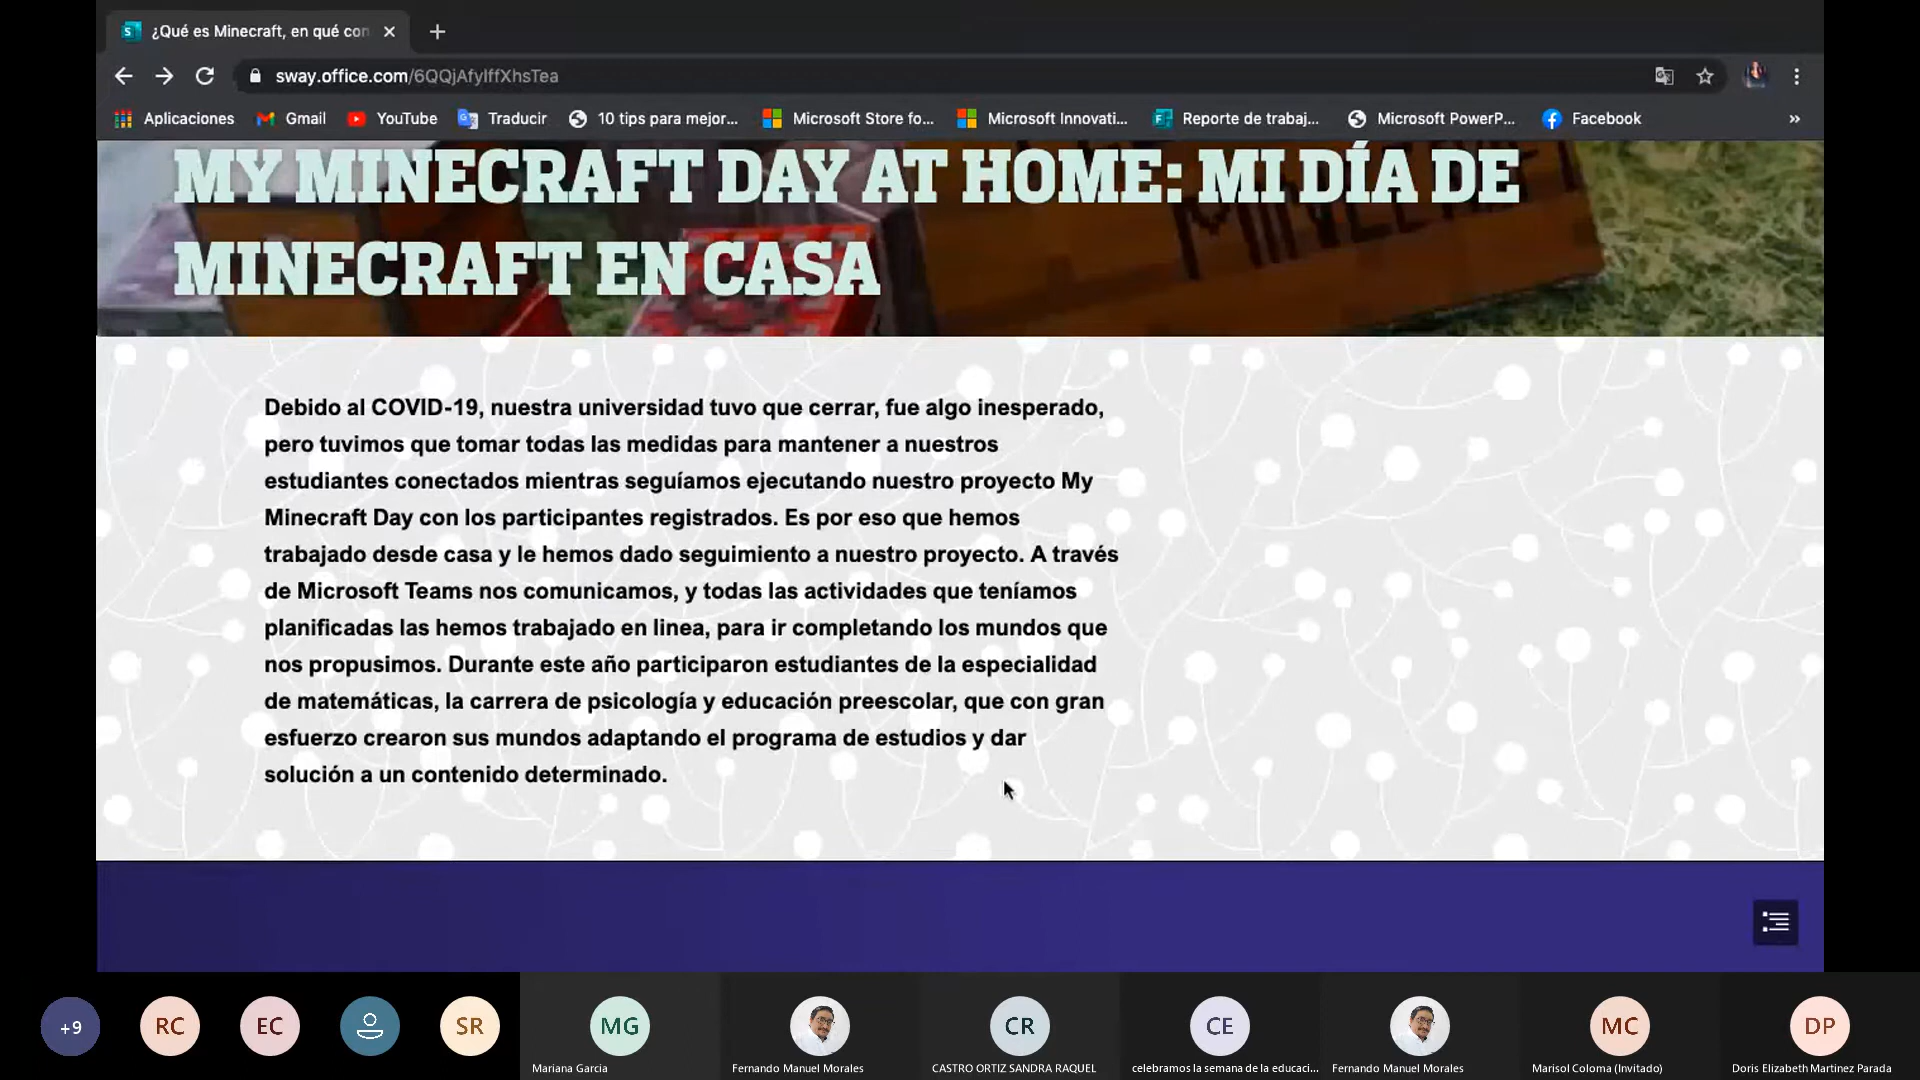 ¿Qué es Minecraft, en qué con
sway.office.com/6QQjAfyIffXhsTea
Aplicaciones Gmail YouTube Traducir 10 tips para mejor... Microsoft Store fo... Microsoft Innovati... Reporte de trabaj... Microsoft PowerP... Facebook »
MY MINECRAFT DAY AT HOME: MI DÍA DE
MINECRAFT EN CASA
Debido al COVID-19, nuestra universidad tuvo que cerrar, fue algo inesperado,
pero tuvimos que tomar todas las medidas para mantener a nuestros
estudiantes conectados mientras seguíamos ejecutando nuestro proyecto My
Minecraft Day con los participantes registrados. Es por eso que hemos
trabajado desde casa y le hemos dado seguimiento a nuestro proyecto. A través
de Microsoft Teams nos comunicamos, y todas las actividades que teníamos
planificadas las hemos trabajado en linea, para ir completando los mundos que
nos propusimos. Durante este año participaron estudiantes de la especialidad
de matemáticas, la carrera de psicología y educación preescolar, que con gran
esfuerzo crearon sus mundos adaptando el programa de estudios y dar
solución a un contenido determinado.
+9 RC EC SR MG CR CE MC DP
Mariana Garcia Fernando Manuel Morales CASTRO ORTIZ SANDRA RAQUEL celebramos la semana de la educaci... Fernando Manuel Morales Marisol Coloma (Invitado) Doris Elizabeth Martinez Parada